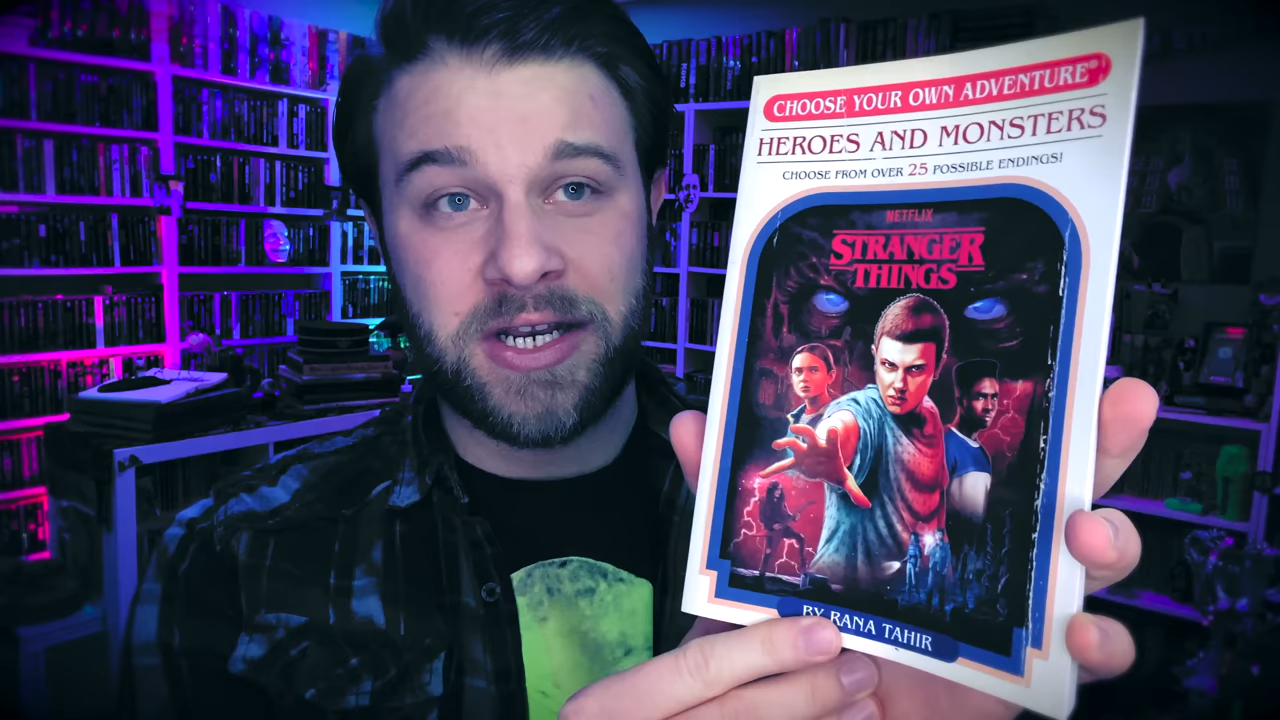 CHOOSE YOUR OWN ADVENTURE®
HEROES AND MONSTERS
CHOOSE FROM OVER 25 POSSIBLE ENDINGS!
NETFLIX
STRANGER
THINGS
BY RANA TAHIR